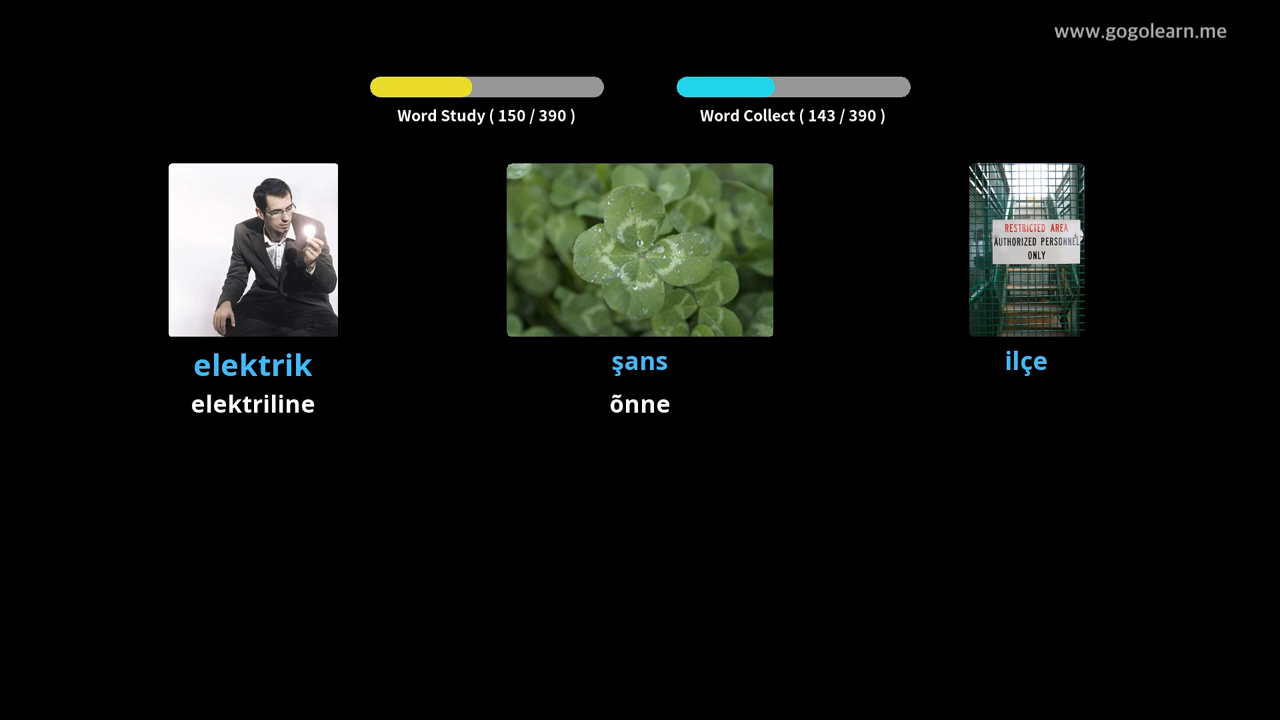 www.gogolearn.me
Word Study ( 150 / 390 )
Word Collect ( 143 / 390 )
RESTRICTED AREA
AUTHORIZED PERSONNEL
ONLY
elektrik
şans
ilçe
elektriline
õnne